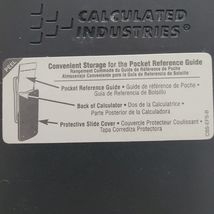 CALCULATED
INDUSTRIES®
PEEL
Convenient Storage for the Pocket Reference Guide
Rangement Commode du Guide de Référence de Poche
Almacenaje Conveniente para la Guía de Referencia de Bolsillo
Pocket Reference Guide • Guide de référence de Poche •
Guía de Referencia de Bolsillo
Back of Calculator • Dos de la Calculatrice •
Parte Posterior de la Calculadora
Protective Slide Cover • Couvercle Protecteur Coulissant •
Tapa Corrediza Protectora